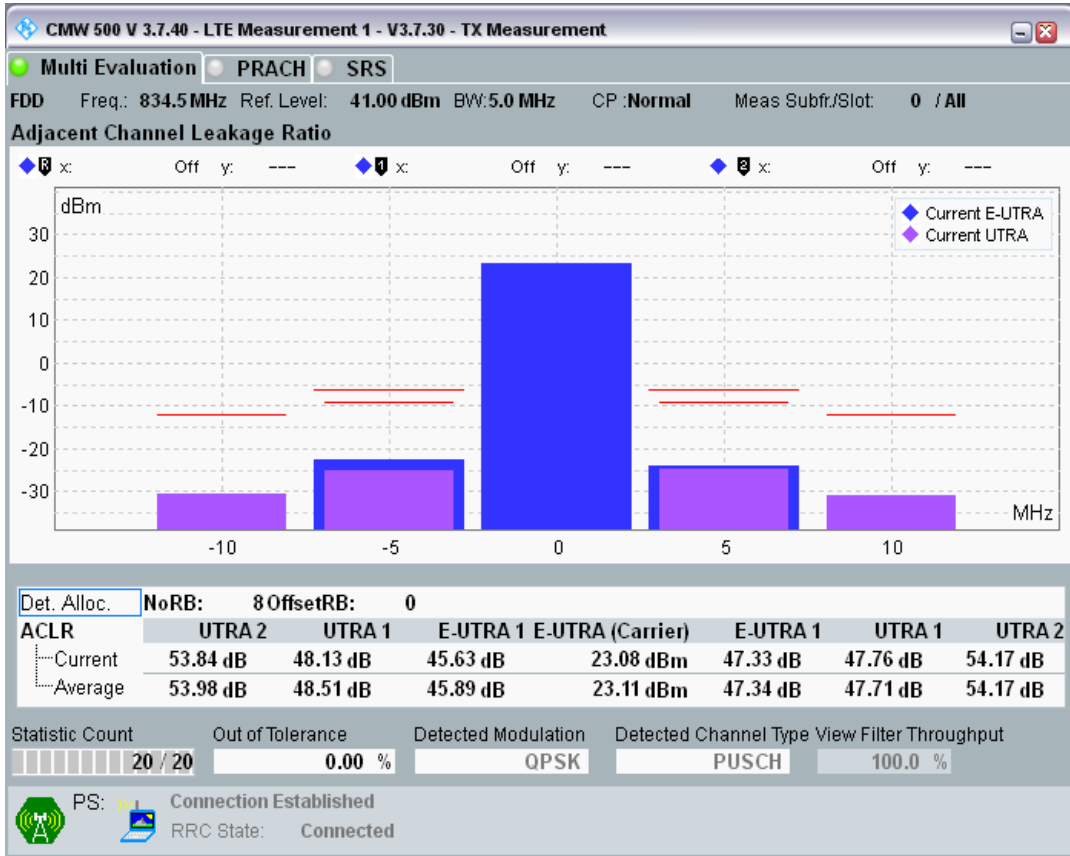 CMW 500 V 3.7.40 - LTE Measurement 1 - V3.7.30 - TX Measurement
Multi Evaluation PRACH SRS
FDD Freq.: 834.5 MHz Ref. Level: 41.00 dBm BW: 5.0 MHz CP :Normal Meas Subfr./Slot: 0 / All
Adjacent Channel Leakage Ratio
R x: Off y: --- 1 x: Off y: --- 2 x: Off y: ---
dBm
Current E-UTRA
Current UTRA
30
20
10
0
-10
-20
-30
MHz
-10 -5 0 5 10
Det. Alloc. NoRB: 8 OffsetRB: 0
ACLR UTRA 2 UTRA 1 E-UTRA 1 E-UTRA (Carrier) E-UTRA 1 UTRA 1 UTRA 2
Current 53.84 dB 48.13 dB 45.63 dB 23.08 dBm 47.33 dB 47.76 dB 54.17 dB
Average 53.98 dB 48.51 dB 45.89 dB 23.11 dBm 47.34 dB 47.71 dB 54.17 dB
Statistic Count Out of Tolerance Detected Modulation Detected Channel Type View Filter Throughput
20 / 20 0.00 % QPSK PUSCH 100.0 %
PS: Connection Established
RRC State: Connected